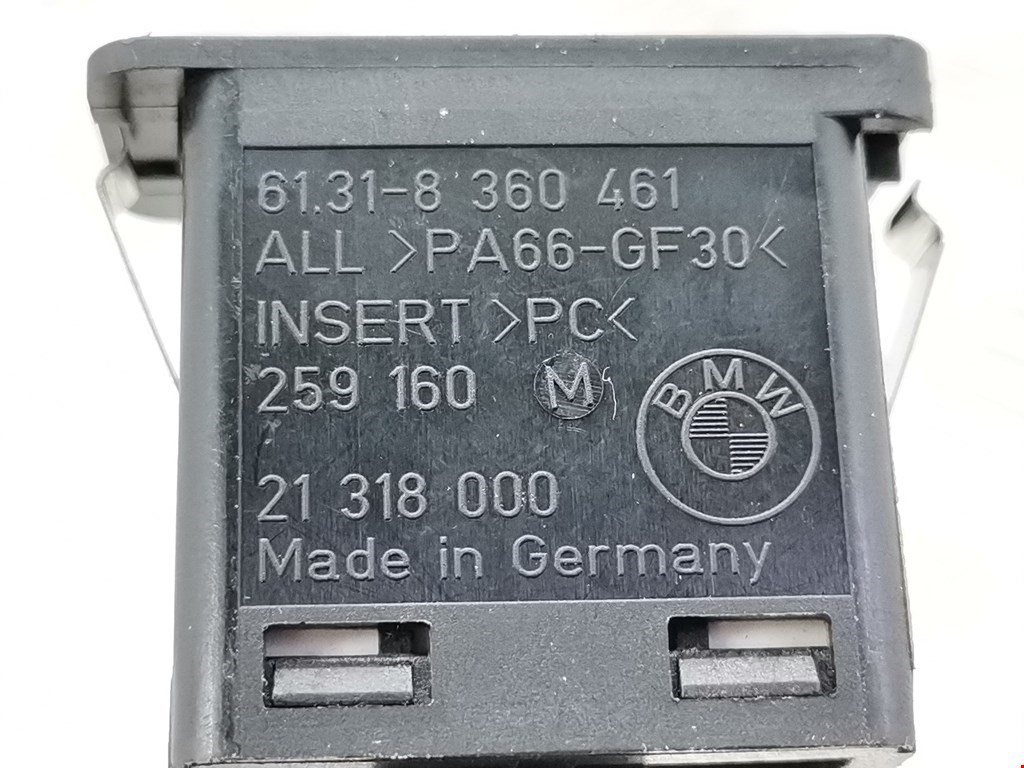 61.31-8 360 461
ALL >PA66-GF30<
INSERT >PC<
259 160 M
BMW
21 318 000
Made in Germany